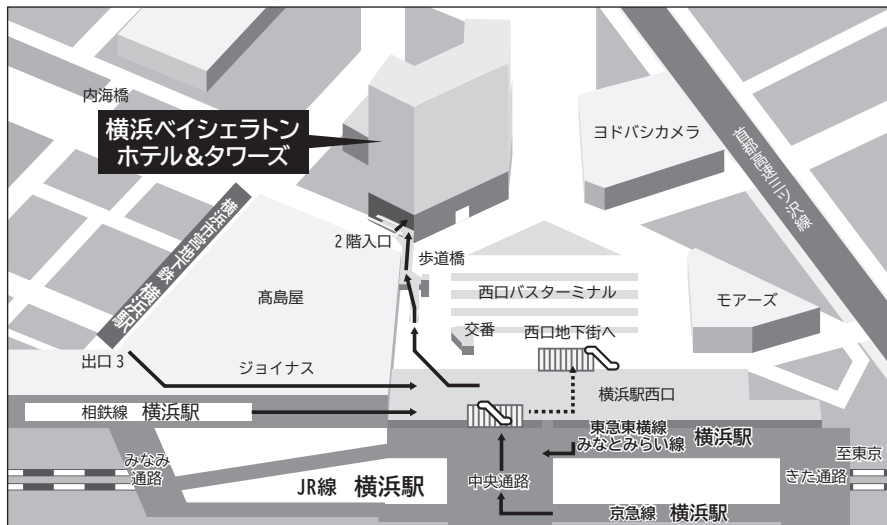 内海橋
横浜ベイシェラトン
ホテル&タワーズ
ヨドバシカメラ
首都高速三ツ沢線
横浜市営地下鉄 横浜駅
2階入口
歩道橋
髙島屋
西口バスターミナル
モアーズ
交番
西口地下街へ
出口3
ジョイナス
横浜駅西口
相鉄線 横浜駅
東急東横線
みなとみらい線 横浜駅
みなみ
通路
JR線 横浜駅
中央通路
至東京
きた通路
京急線 横浜駅